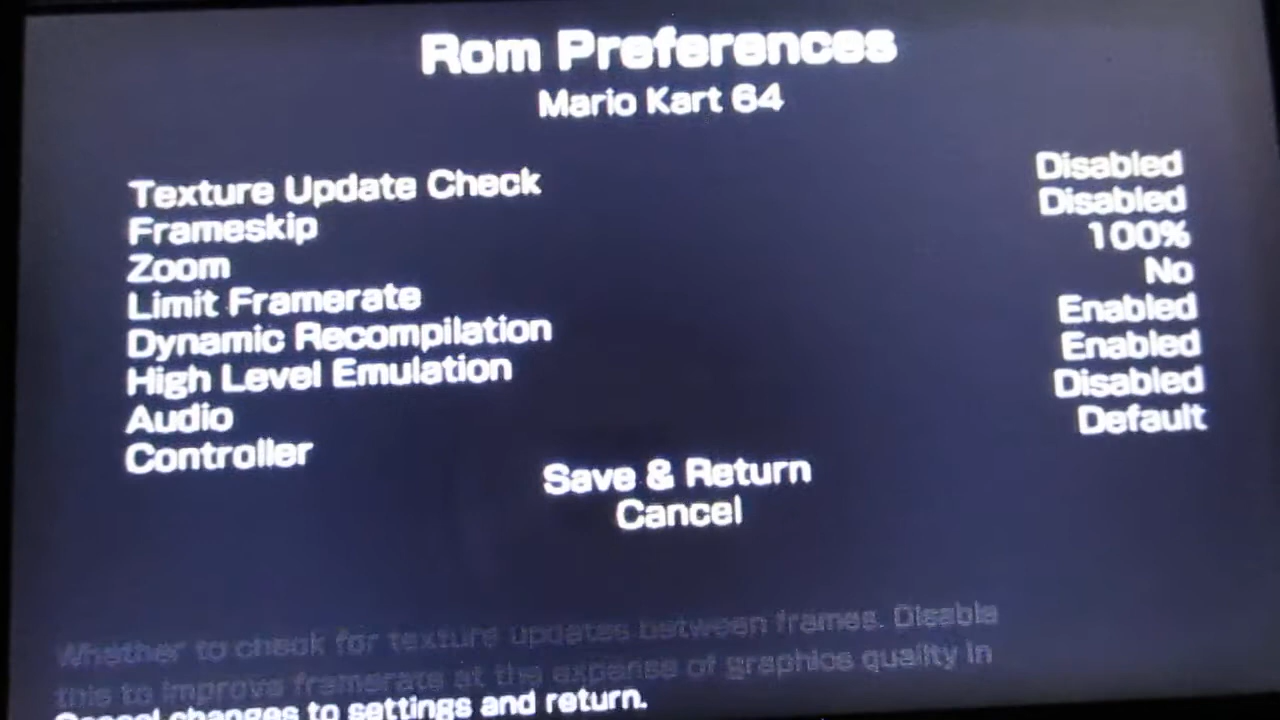 Rom Preferences
Mario Kart 64
Texture Update Check Disabled
Frameskip Disabled
Zoom 100%
Limit Framerate No
Dynamic Recompilation Enabled
High Level Emulation Enabled
Audio Disabled
Controller Default
Save & Return
Cancel
Whether to check for texture updates between frames. Disable
this to improve framerate at the expense of graphics quality in
Cancel changes to settings and return.